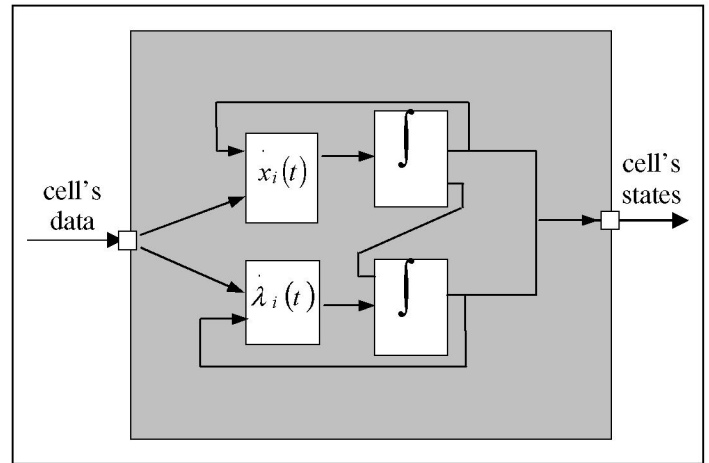 ∫
ẋᵢ(t)
cell's
data
cell's
states
∫
λ̇ᵢ(t)